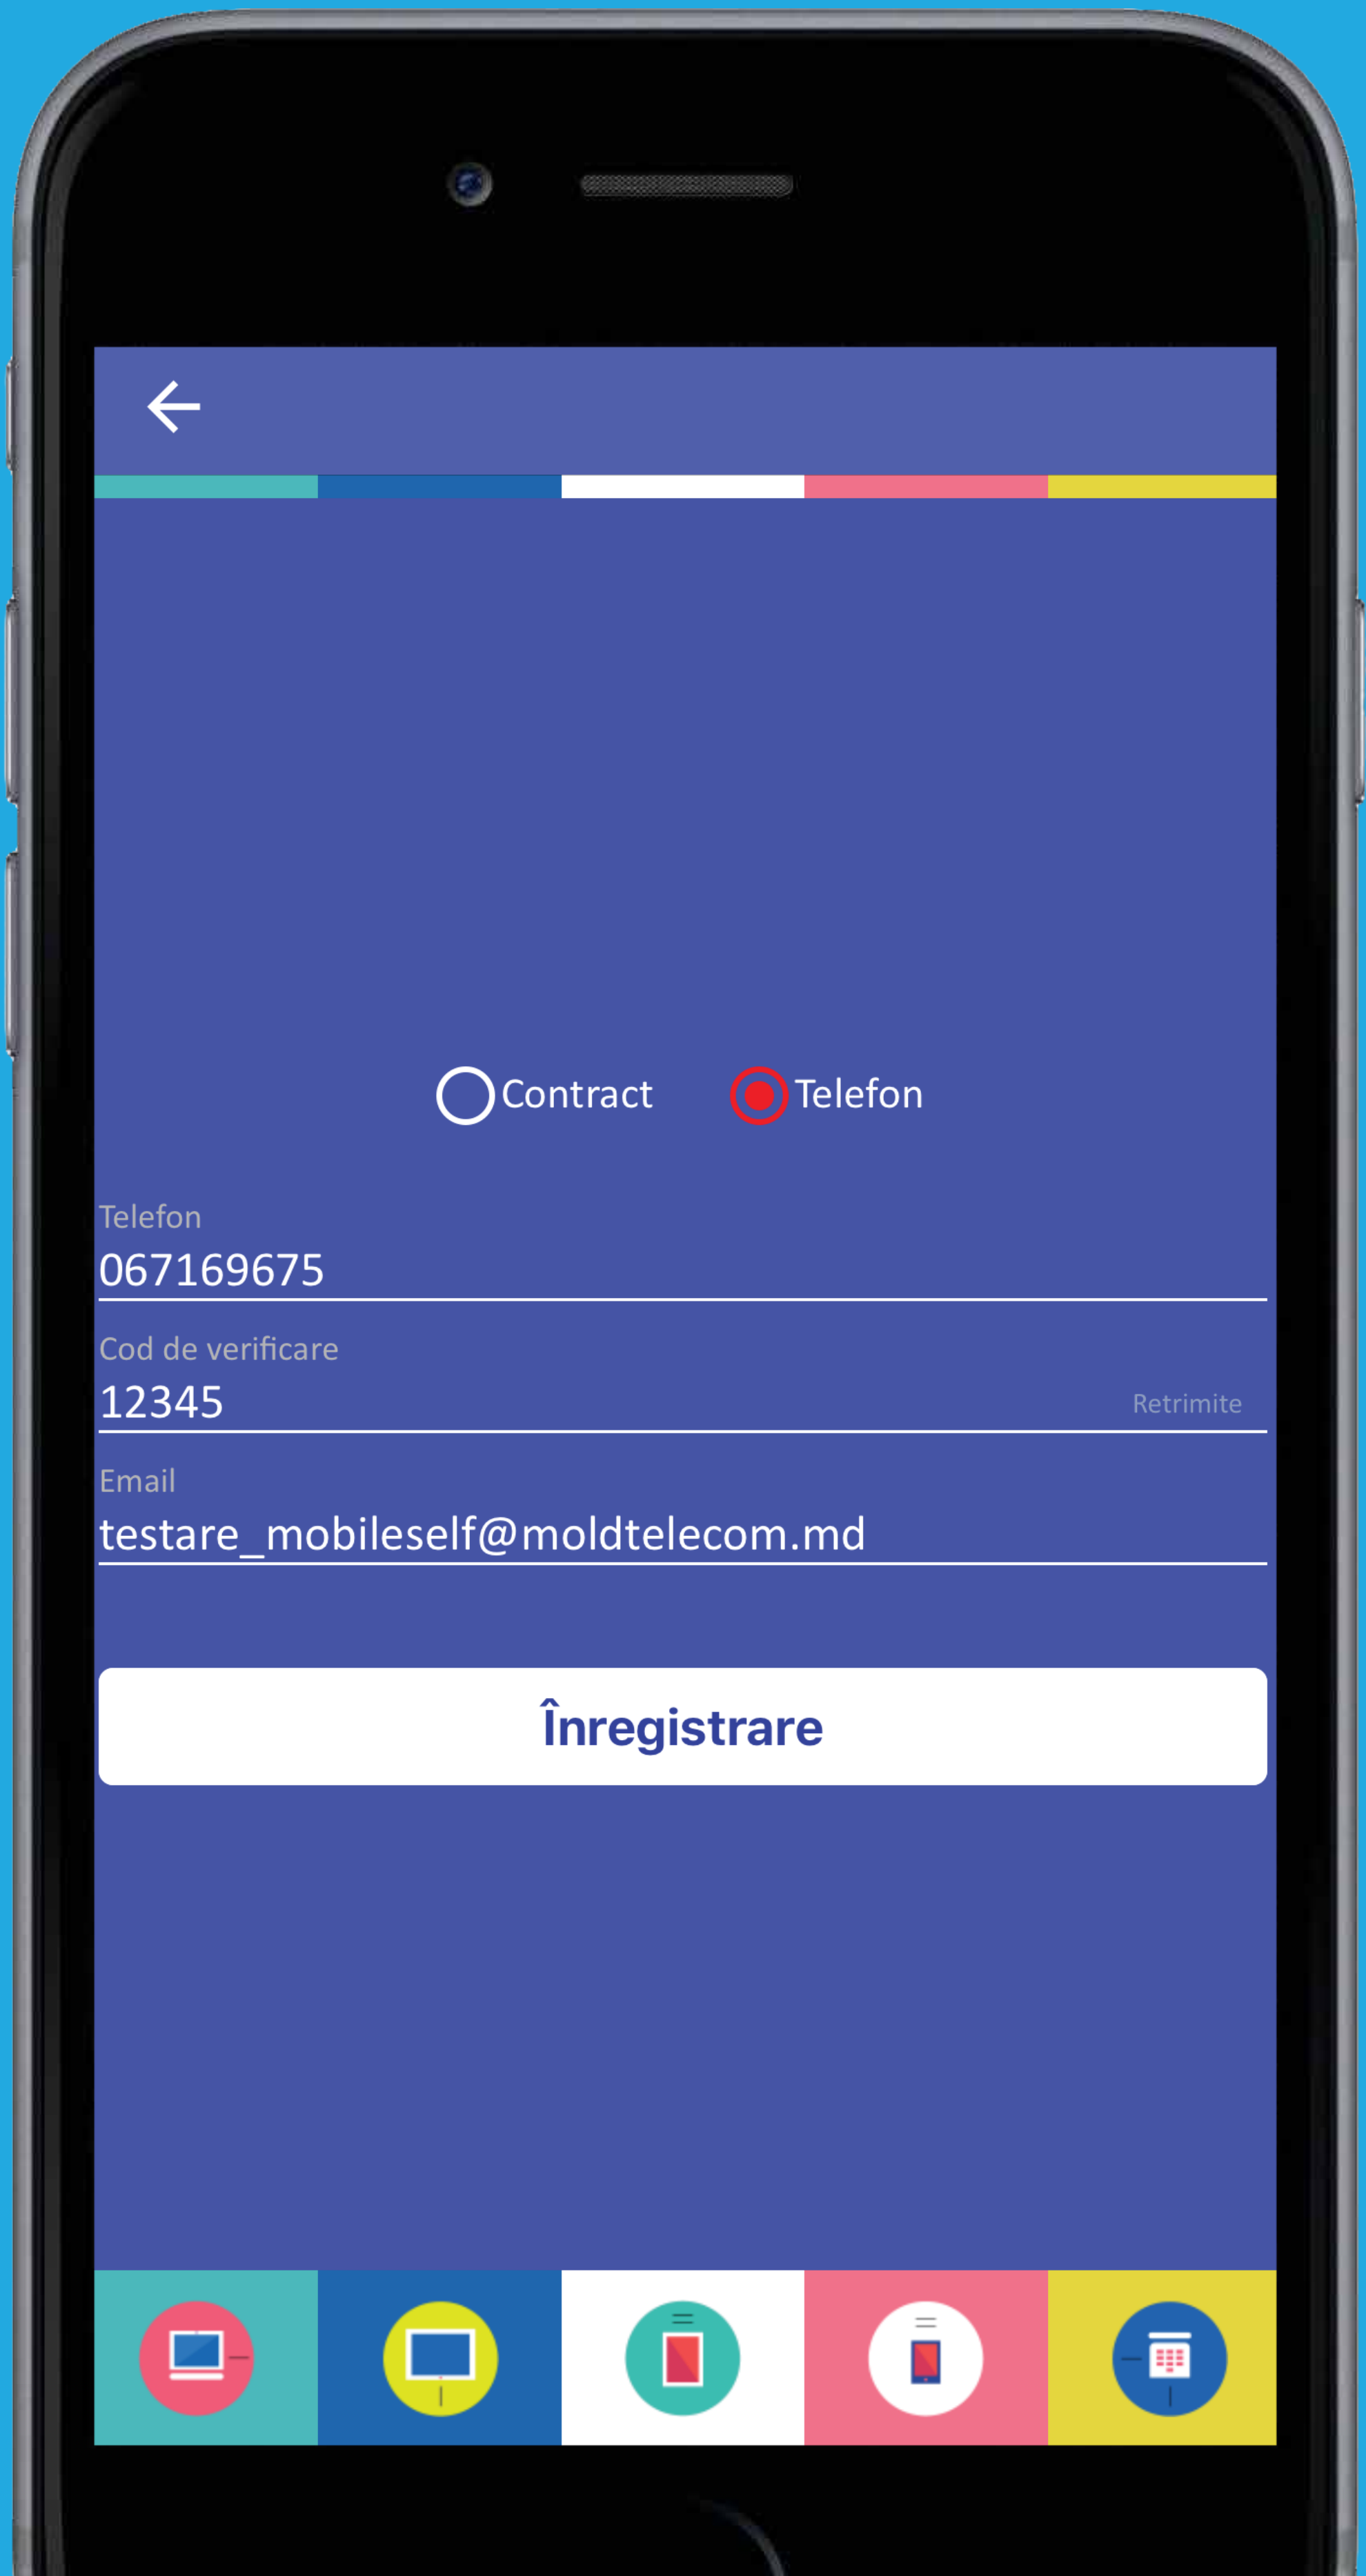 Contract Telefon
Telefon
067169675
Cod de verificare
12345 Retrimite
Email
testare_mobileself@moldtelecom.md
Înregistrare